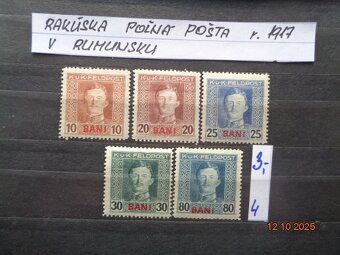 RAKÚSKA POĽNÁ POŠTA r. 1917
V RUMUNSKU
K.u.K. FELDPOST K.u.K. FELDPOST K.u.K. FELDPOST
10 BANI 10 20 BANI 20 25 BANI 25
K.u.K. FELDPOST K.u.K. FELDPOST
30 BANI 30 80 BANI 80
3,-
4
12 10 2025